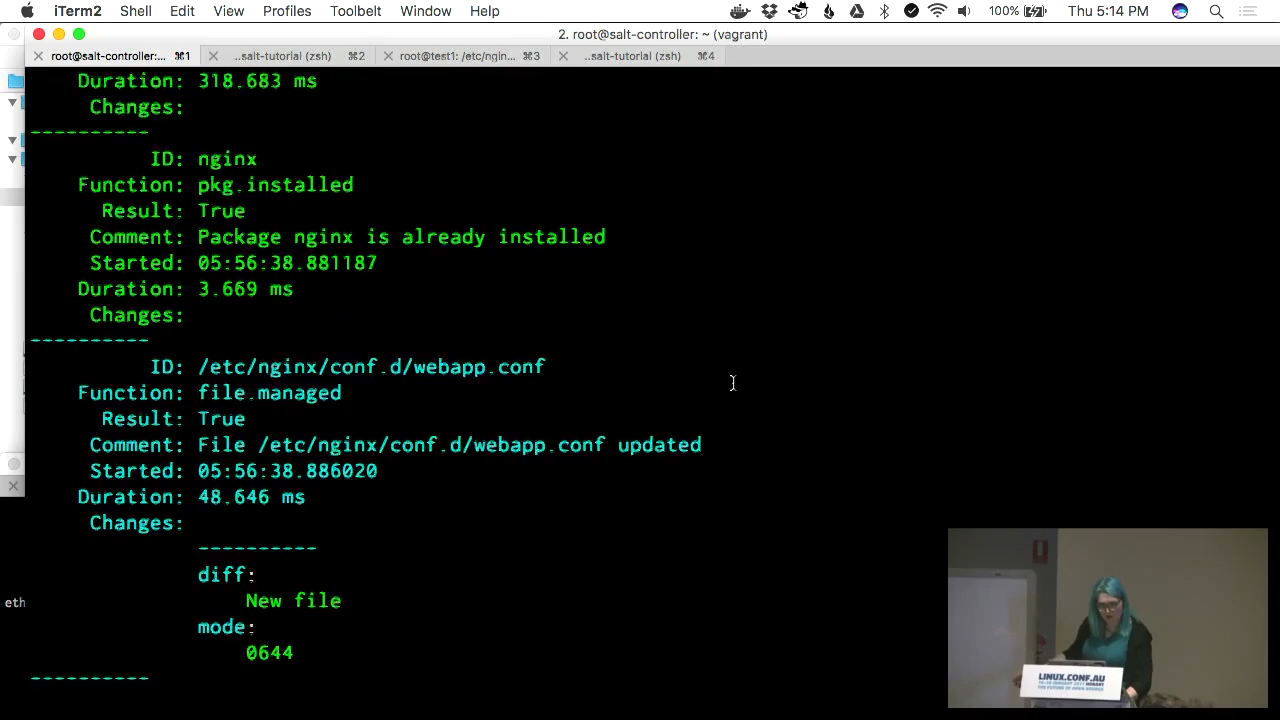 iTerm2 Shell Edit View Profiles Toolbelt Window Help 100% Thu 5:14 PM
2. root@salt-controller: ~ (vagrant)
root@salt-controller:... ⌘1 ..salt-tutorial (zsh) ⌘2 root@test1: /etc/ngin... ⌘3 ..salt-tutorial (zsh) ⌘4
Duration: 318.683 ms
Changes:
----------
ID: nginx
Function: pkg.installed
Result: True
Comment: Package nginx is already installed
Started: 05:56:38.881187
Duration: 3.669 ms
Changes:
----------
ID: /etc/nginx/conf.d/webapp.conf
Function: file.managed
Result: True
Comment: File /etc/nginx/conf.d/webapp.conf updated
Started: 05:56:38.886020
Duration: 48.646 ms
Changes:
----------
diff:
New file
mode:
0644
----------
eth
LINUX.CONF.AU
THE FUTURE OF OPEN SOURCE